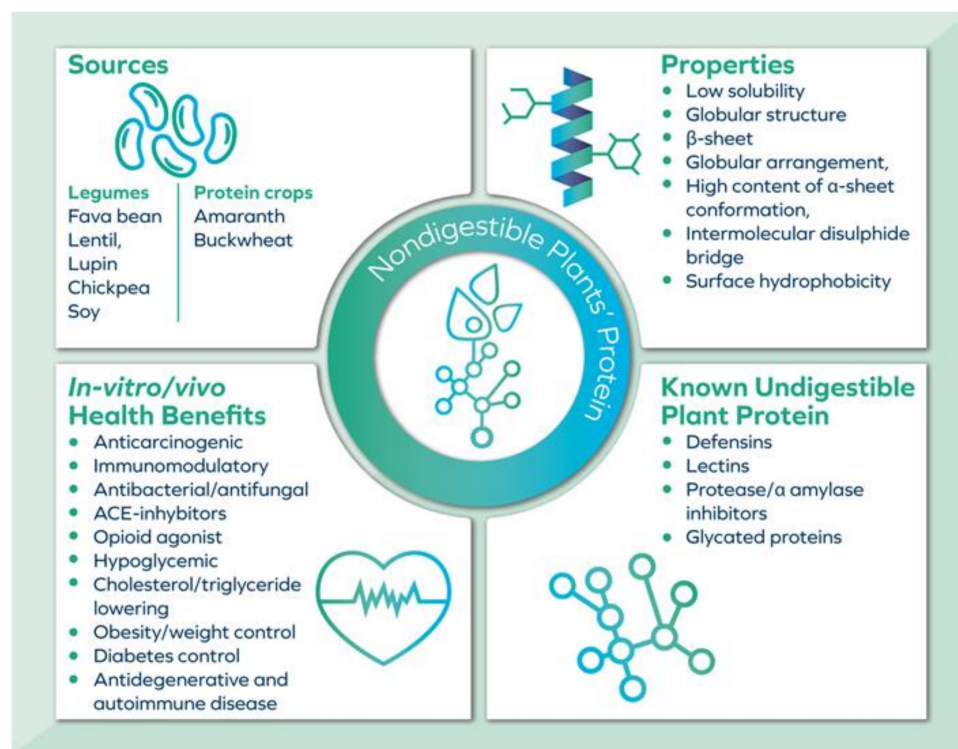 Sources
Legumes
Fava bean
Lentil,
Lupin
Chickpea
Soy
Protein crops
Amaranth
Buckwheat
Properties
• Low solubility
• Globular structure
• β-sheet
• Globular arrangement,
• High content of α-sheet
conformation,
• Intermolecular disulphide
bridge
• Surface hydrophobicity
Nondigestible Plants' Protein
In-vitro/vivo
Health Benefits
• Anticarcinogenic
• Immunomodulatory
• Antibacterial/antifungal
• ACE-inhybitors
• Opioid agonist
• Hypoglycemic
• Cholesterol/triglyceride
lowering
• Obesity/weight control
• Diabetes control
• Antidegenerative and
autoimmune disease
Known Undigestible
Plant Protein
• Defensins
• Lectins
• Protease/α amylase
inhibitors
• Glycated proteins